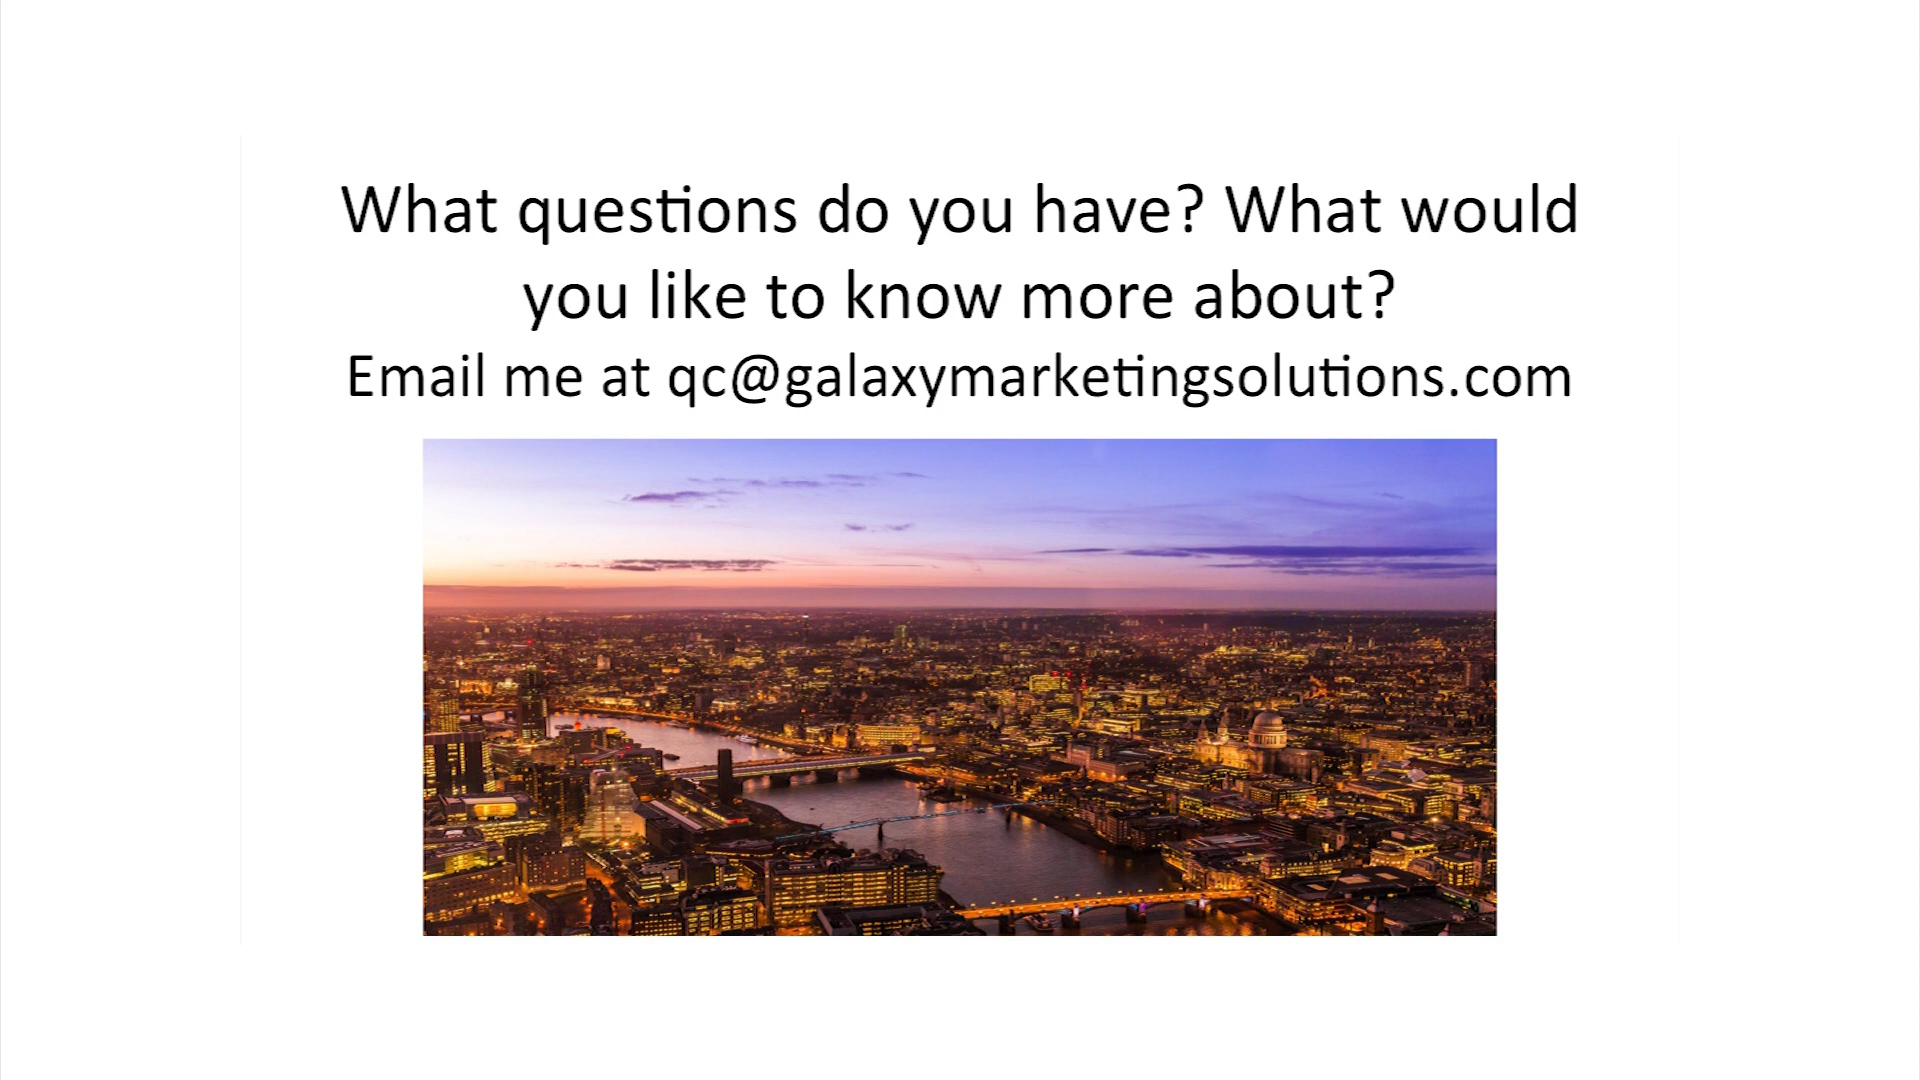 What questions do you have? What would
you like to know more about?
Email me at qc@galaxymarketingsolutions.com